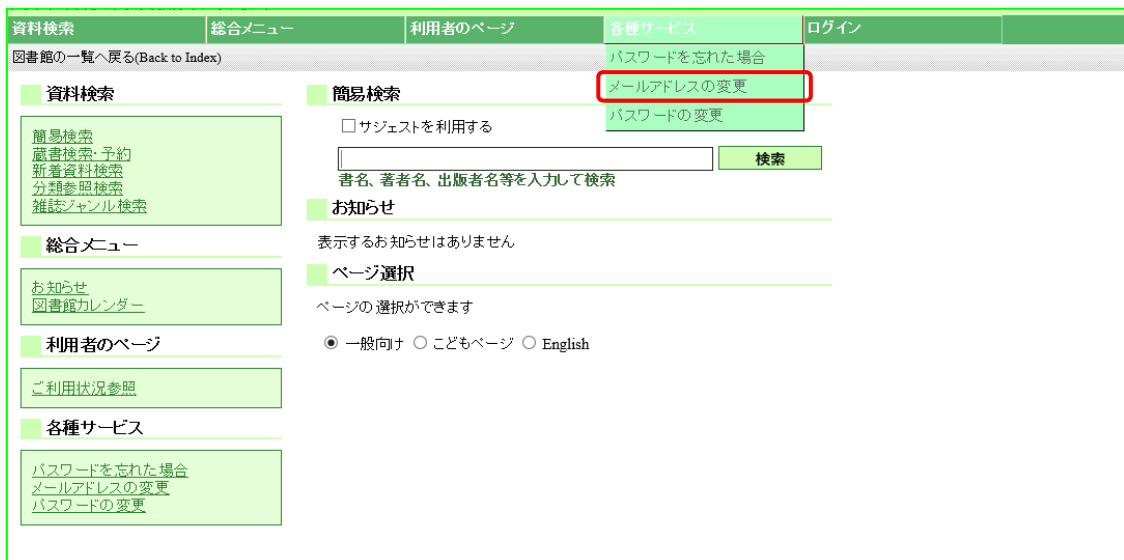 資料検索 総合メニュー 利用者のページ 各種サービス ログイン
図書館の一覧へ戻る(Back to Index)
パスワードを忘れた場合
メールアドレスの変更
パスワードの変更
資料検索
簡易検索
蔵書検索・予約
新着資料検索
分類参照検索
雑誌ジャンル検索
総合メニュー
お知らせ
図書館カレンダー
利用者のページ
ご利用状況参照
各種サービス
パスワードを忘れた場合
メールアドレスの変更
パスワードの変更
簡易検索
サジェストを利用する
検索
書名、著者名、出版者名等を入力して検索
お知らせ
表示するお知らせはありません
ページ選択
ページの選択ができます
一般向け こどもページ English